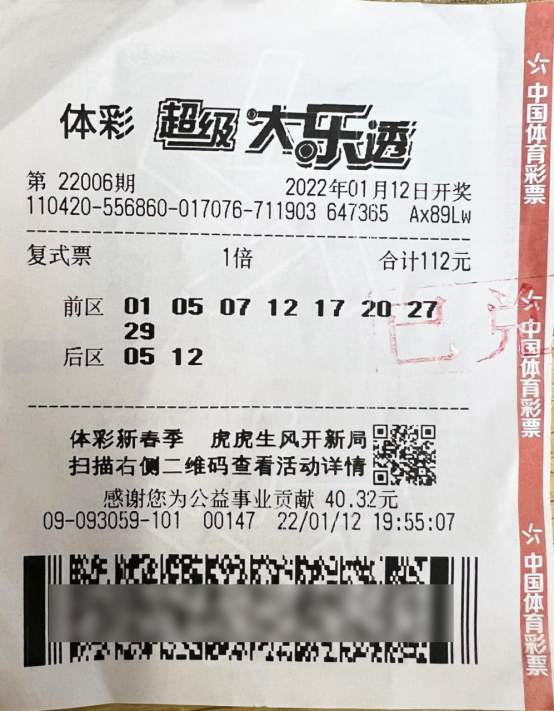 体彩 超级大乐透
第 22006期 2022年01月12日开奖
110420-556860-017076-711903 647365 Ax89Lw
复式票 1倍 合计112元
前区 01 05 07 12 17 20 27
29
后区 05 12
已
体彩新春季 虎虎生风开新局
扫描右侧二维码查看活动详情
感谢您为公益事业贡献 40.32元
09-093059-101 00147 22/01/12 19:55:07
中国体育彩票
中国体育彩票
中国体育彩票